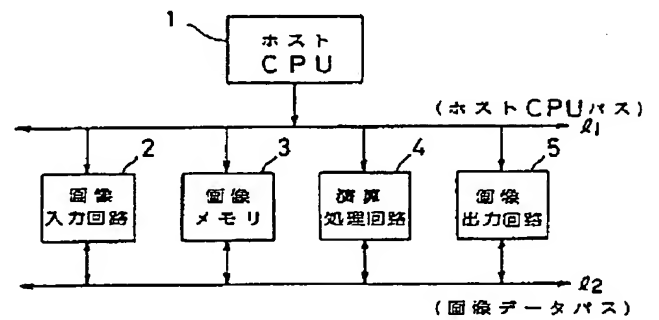 1
ホスト
CPU
(ホストCPUバス)
ℓ1
2
3
4
5
画像
入力回路
画像
メモリ
演算
処理回路
画像
出力回路
ℓ2
(画像データバス)